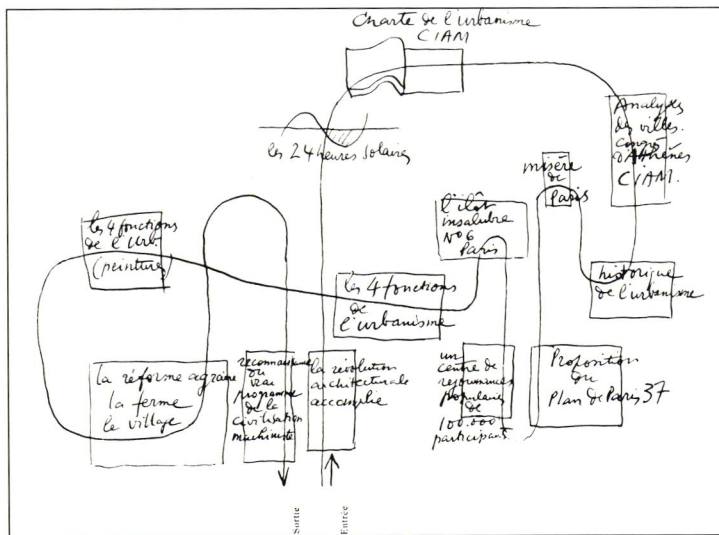 Charte de l'urbanisme
CIAM
les 24 heures solaires
Analyses
des villes.
congrès
d'Athènes
CIAM.
misère
de
Paris
l'ilôt
insalubre
No 6
Paris
les 4 fonctions
de l'urb.
(peinture)
les 4 fonctions
de
l'urbanisme
historique
de l'urbanisme
la réforme agraire
la ferme
le village
reconnaissance
du
vrai
programme
de la
civilisation
machiniste
la révolution
architecturale
accomplie
un
centre de
réjouissances
populaires
de
100.000
participants
Proposition
du
Plan de Paris 37
Sortie
Entrée